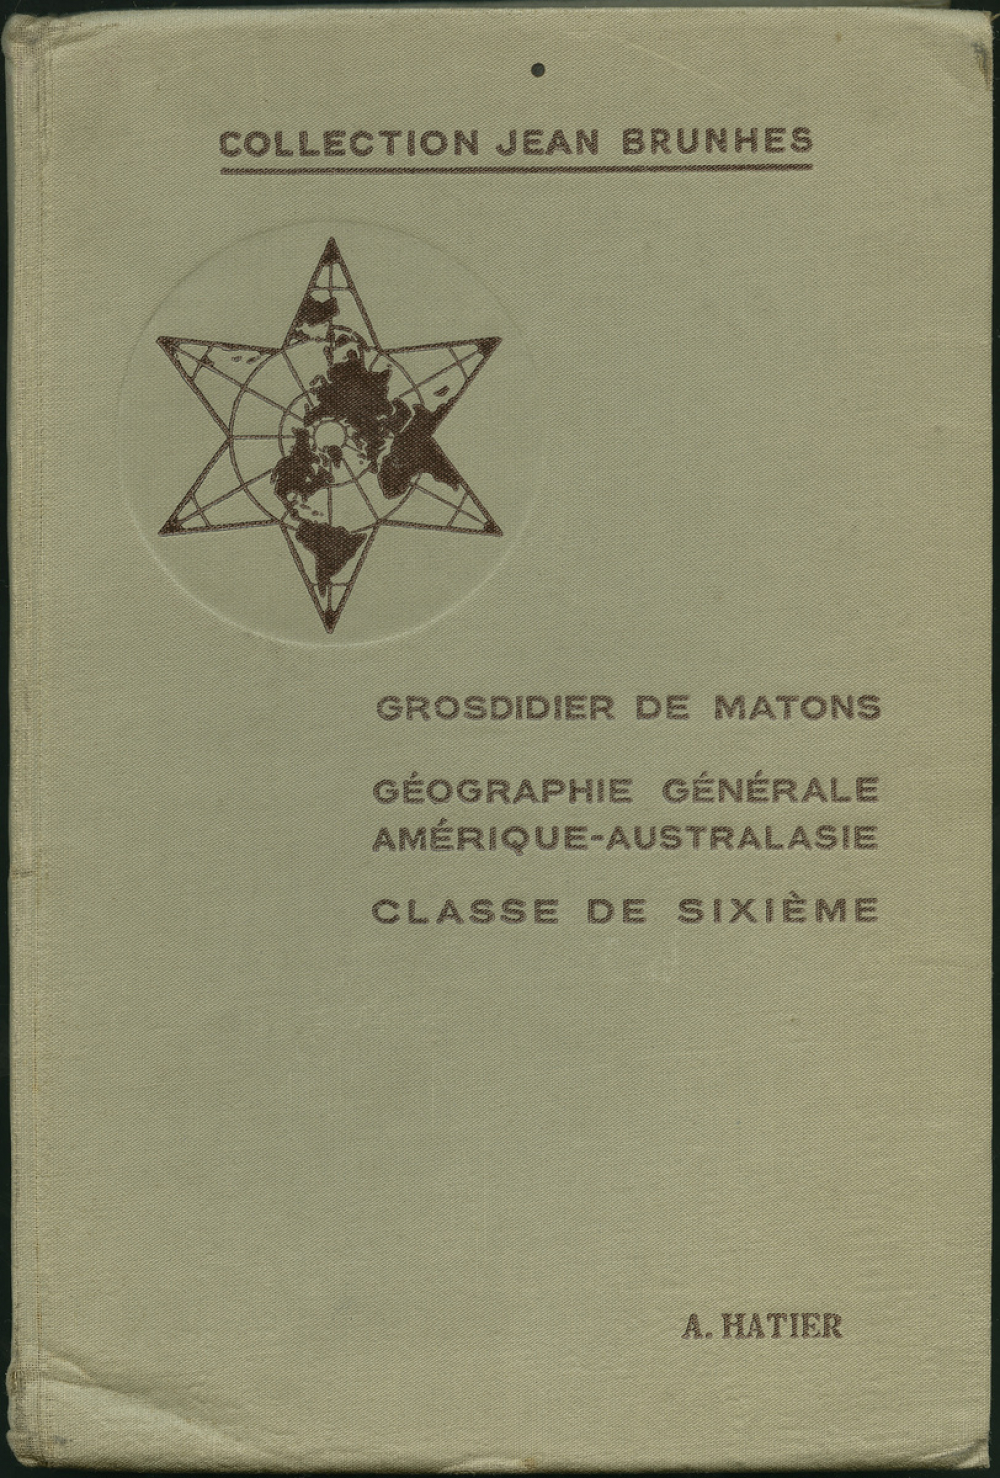 COLLECTION JEAN BRUNHES
GROSDIDIER DE MATONS
GÉOGRAPHIE GÉNÉRALE
AMÉRIQUE-AUSTRALASIE
CLASSE DE SIXIÈME
A. HATIER